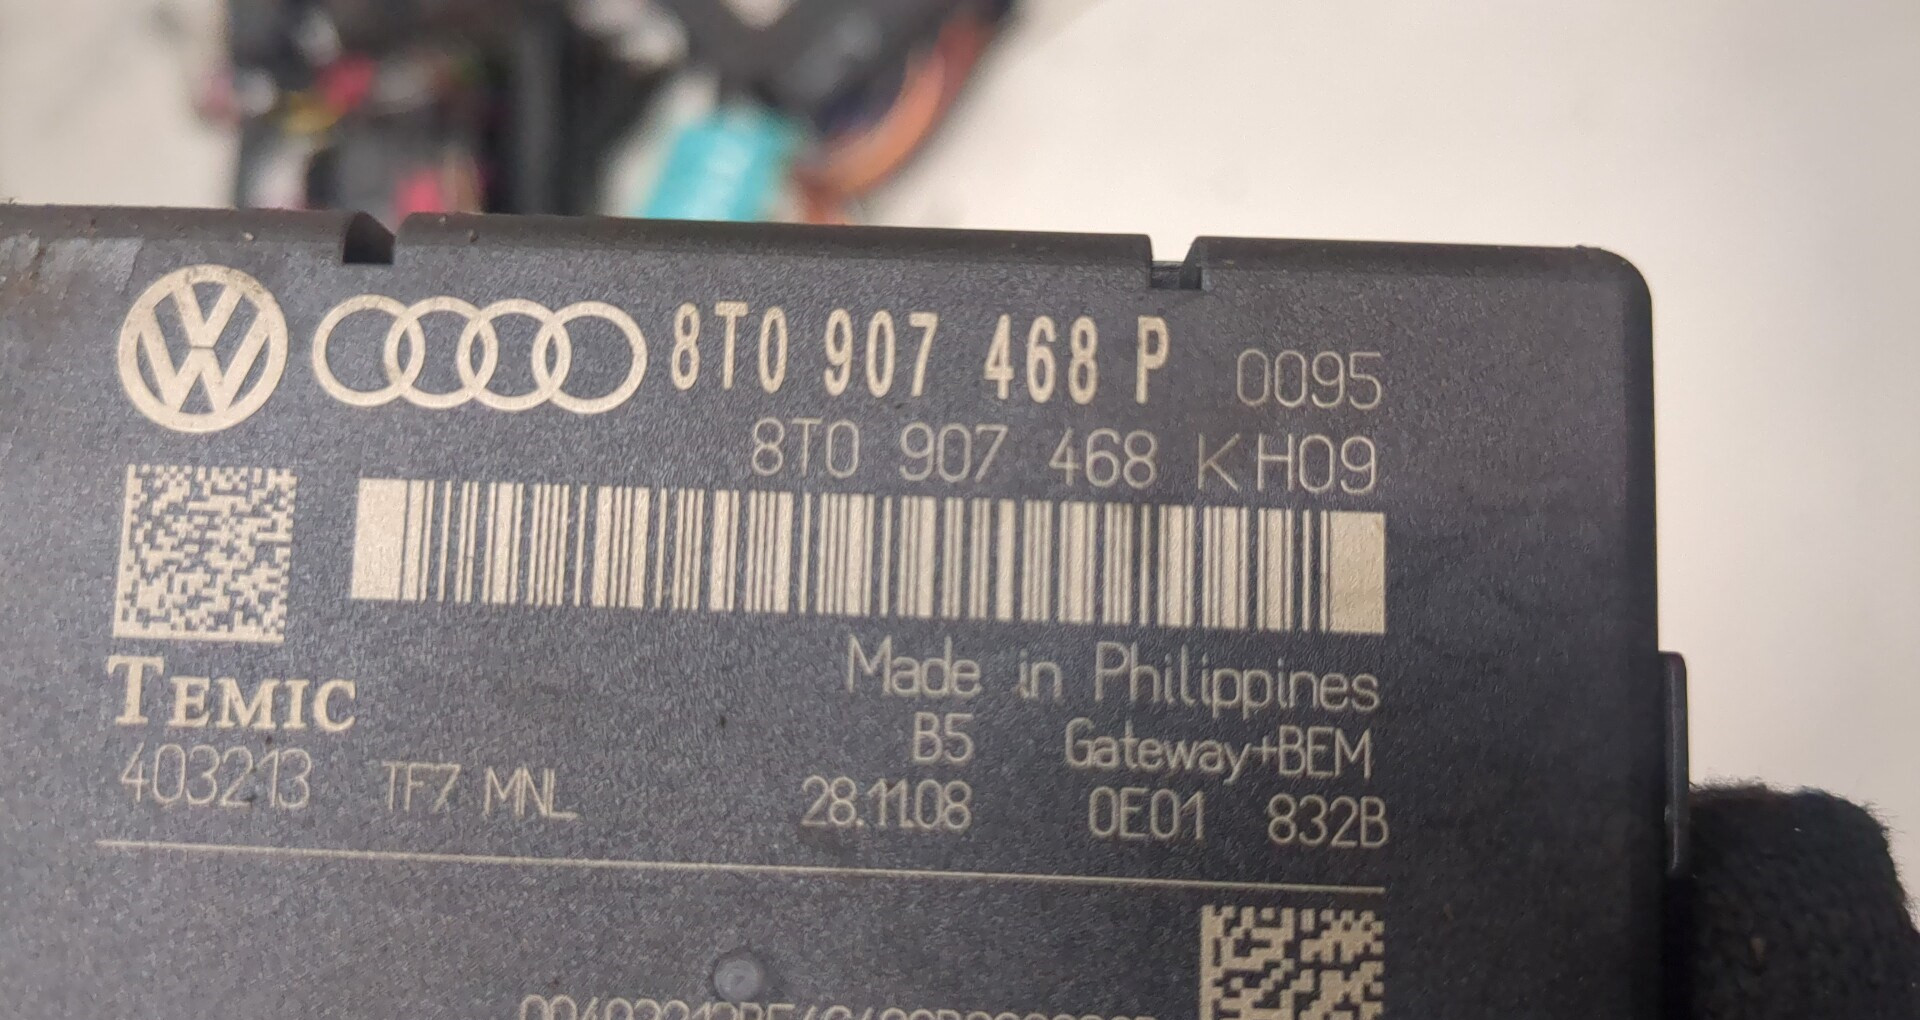 8T0 907 468 P 0095
8T0 907 468 K H09
Made in Philippines
TEMIC
B5 Gateway+BEM
403213 TF7 MNL 28.11.08 0E01 832B